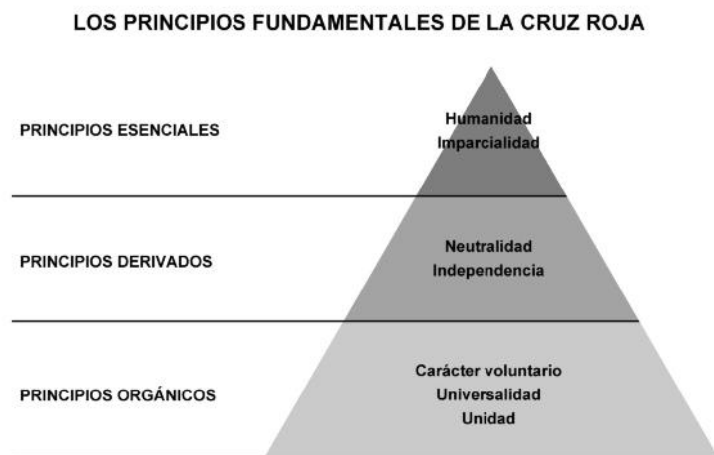 LOS PRINCIPIOS FUNDAMENTALES DE LA CRUZ ROJA
PRINCIPIOS ESENCIALES
Humanidad
Imparcialidad
PRINCIPIOS DERIVADOS
Neutralidad
Independencia
PRINCIPIOS ORGÁNICOS
Carácter voluntario
Universalidad
Unidad